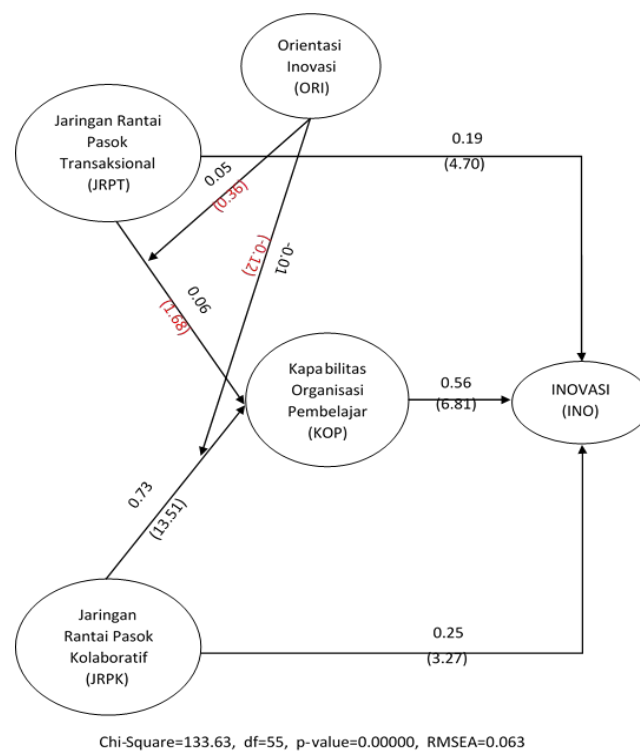 Orientasi
Inovasi
(ORI)
Jaringan Rantai
Pasok
Transaksional
(JRPT)
0.19
(4.70)
0.05
(0.36)
-0.01
(-0.12)
0.06
(1.68)
Kapabilitas
Organisasi
Pembelajar
(KOP)
0.56
(6.81)
INOVASI
(INO)
0.73
(13.51)
Jaringan
Rantai Pasok
Kolaboratif
(JRPK)
0.25
(3.27)
Chi-Square=133.63, df=55, p-value=0.00000, RMSEA=0.063